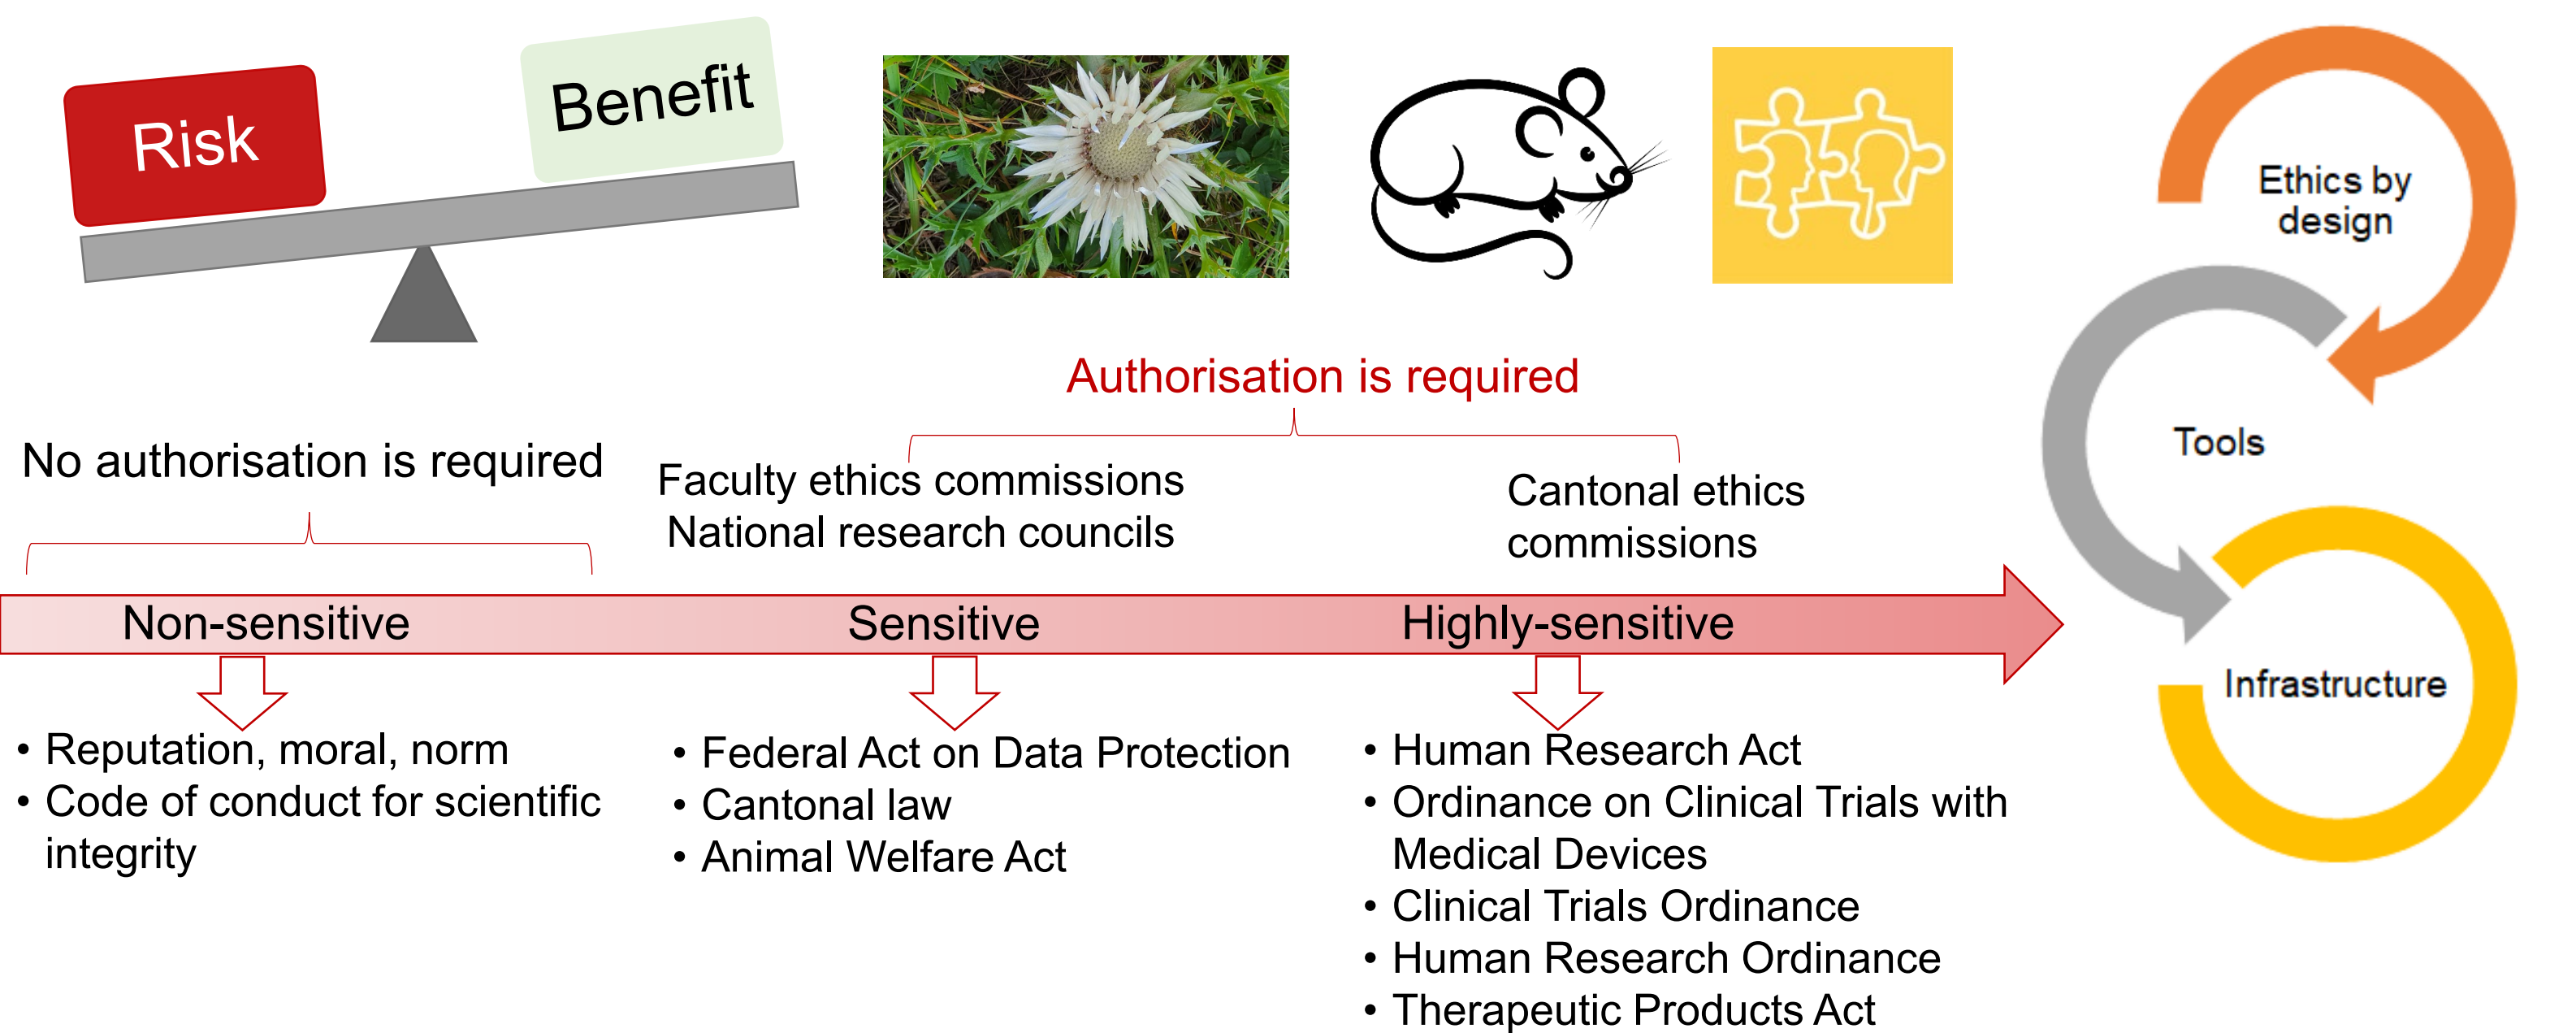 Risk
Benefit
Authorisation is required
No authorisation is required
Faculty ethics commissions
National research councils
Cantonal ethics
commissions
Non-sensitive
Sensitive
Highly-sensitive
• Reputation, moral, norm
• Code of conduct for scientific
integrity
• Federal Act on Data Protection
• Cantonal law
• Animal Welfare Act
• Human Research Act
• Ordinance on Clinical Trials with
Medical Devices
• Clinical Trials Ordinance
• Human Research Ordinance
• Therapeutic Products Act
Ethics by
design
Tools
Infrastructure